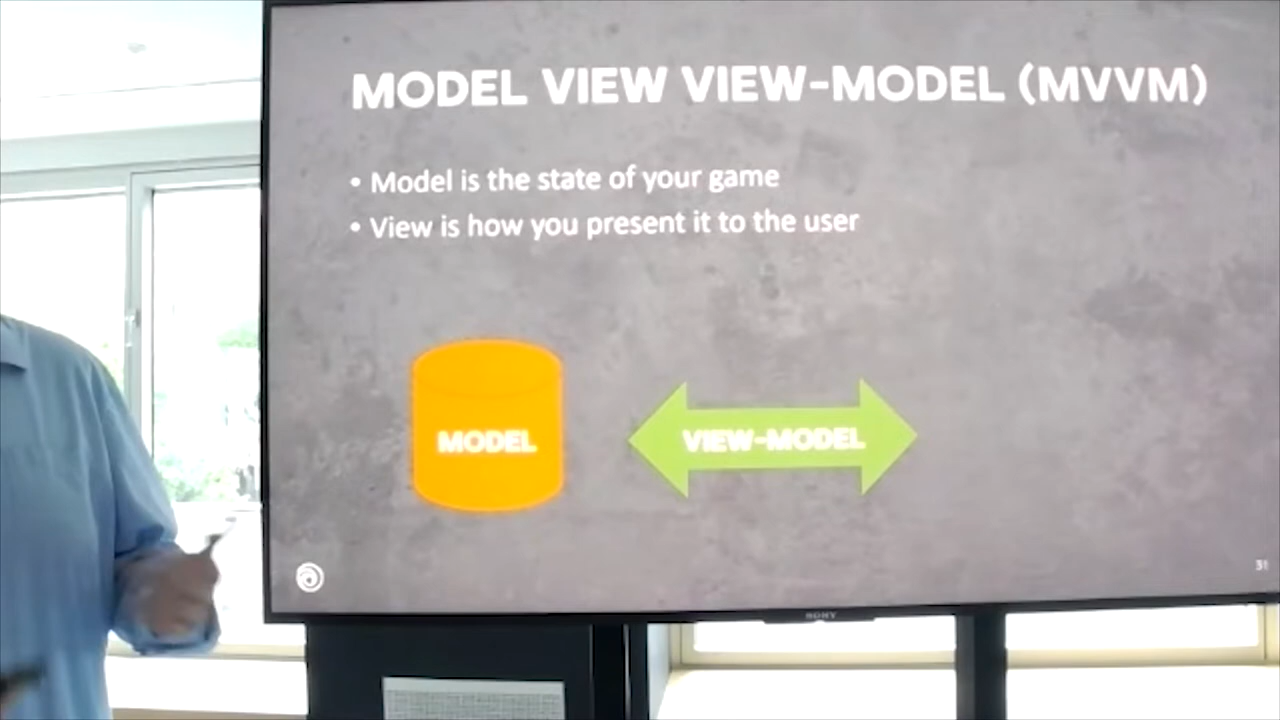 MODEL VIEW VIEW-MODEL (MVVM)
• Model is the state of your game
• View is how you present it to the user
MODEL
VIEW-MODEL
31
SONY